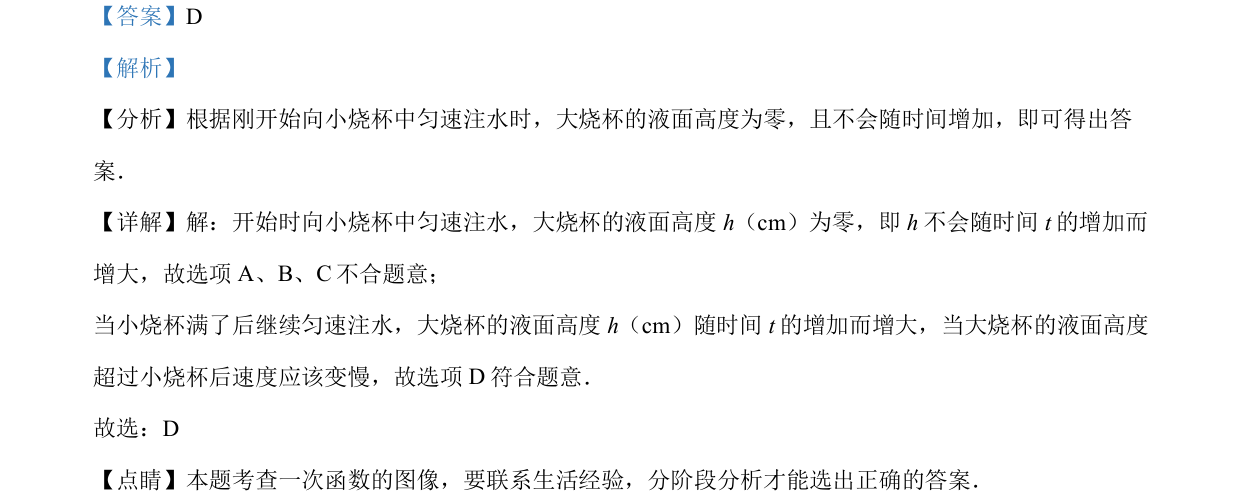 【答案】D
【解析】
【分析】根据刚开始向小烧杯中匀速注水时，大烧杯的液面高度为零，且不会随时间增加，即可得出答
案．
【详解】解：开始时向小烧杯中匀速注水，大烧杯的液面高度 h（cm）为零，即 h 不会随时间 t 的增加而
增大，故选项 A、B、C 不合题意；
当小烧杯满了后继续匀速注水，大烧杯的液面高度 h（cm）随时间 t 的增加而增大，当大烧杯的液面高度
超过小烧杯后速度应该变慢，故选项 D 符合题意．
故选：D
【点睛】本题考查一次函数的图像，要联系生活经验，分阶段分析才能选出正确的答案．